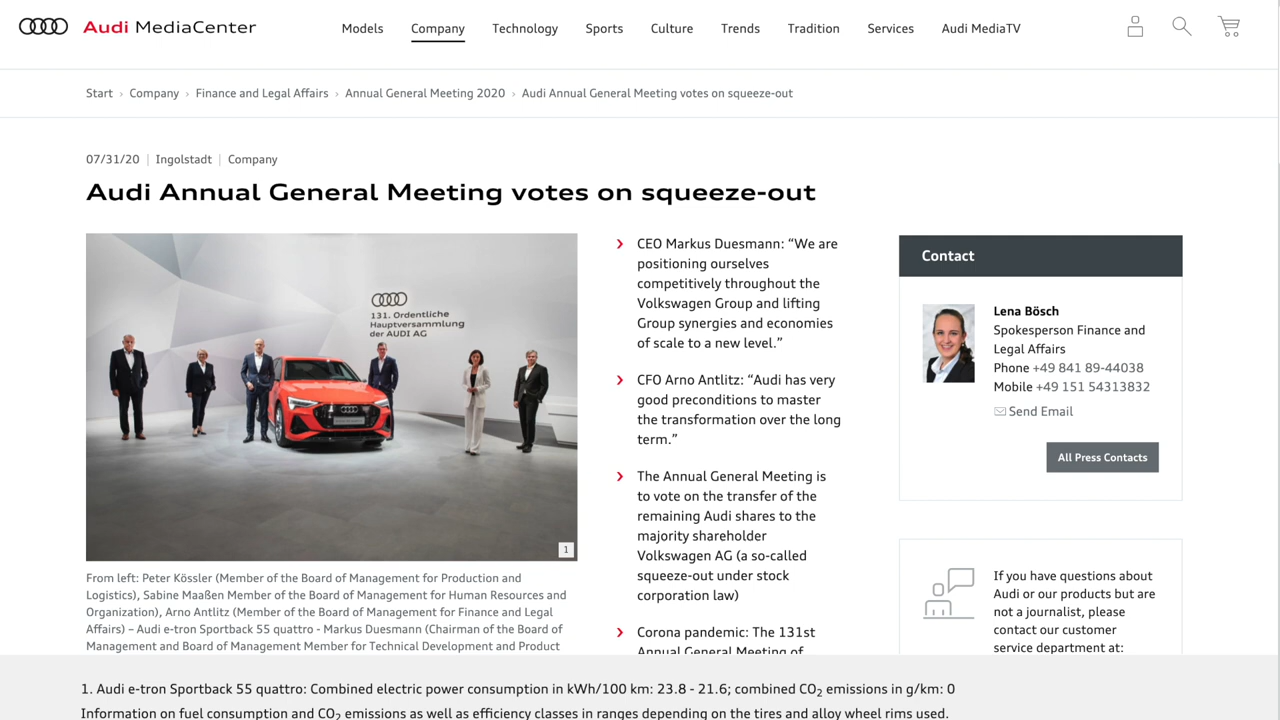 Audi MediaCenter
Models Company Technology Sports Culture Trends Tradition Services Audi MediaTV
Start › Company › Finance and Legal Affairs › Annual General Meeting 2020 › Audi Annual General Meeting votes on squeeze-out
07/31/20 | Ingolstadt | Company
Audi Annual General Meeting votes on squeeze-out
131. Ordentliche
Hauptversammlung
der AUDI AG
1
From left: Peter Kössler (Member of the Board of Management for Production and
Logistics), Sabine Maaßen Member of the Board of Management for Human Resources and
Organization), Arno Antlitz (Member of the Board of Management for Finance and Legal
Affairs) – Audi e-tron Sportback 55 quattro - Markus Duesmann (Chairman of the Board of
Management and Board of Management Member for Technical Development and Product
CEO Markus Duesmann: “We are
positioning ourselves
competitively throughout the
Volkswagen Group and lifting
Group synergies and economies
of scale to a new level.”
CFO Arno Antlitz: “Audi has very
good preconditions to master
the transformation over the long
term.”
The Annual General Meeting is
to vote on the transfer of the
remaining Audi shares to the
majority shareholder
Volkswagen AG (a so-called
squeeze-out under stock
corporation law)
Corona pandemic: The 131st
Annual General Meeting of
Contact
Lena Bösch
Spokesperson Finance and
Legal Affairs
Phone +49 841 89-44038
Mobile +49 151 54313832
Send Email
All Press Contacts
If you have questions about
Audi or our products but are
not a journalist, please
contact our customer
service department at:
1. Audi e-tron Sportback 55 quattro: Combined electric power consumption in kWh/100 km: 23.8 - 21.6; combined CO2 emissions in g/km: 0
Information on fuel consumption and CO2 emissions as well as efficiency classes in ranges depending on the tires and alloy wheel rims used.